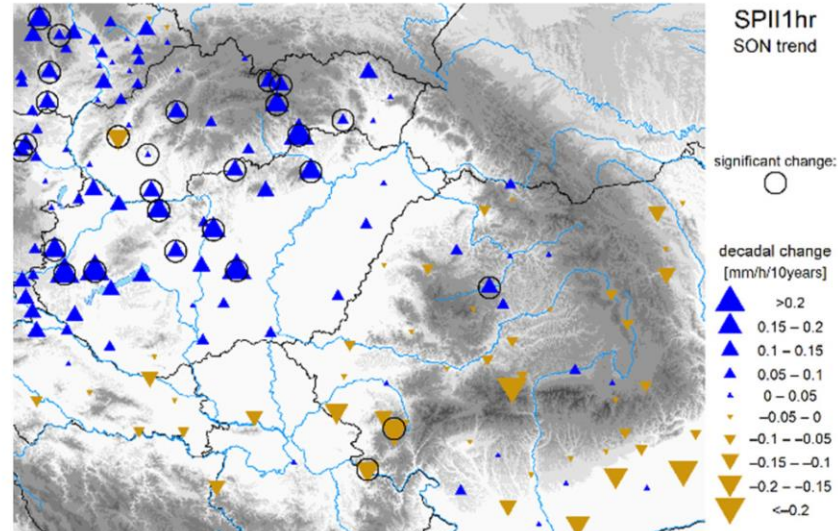 SPII1hr
SON trend
significant change:
decadal change
[mm/h/10years]
>0.2
0.15 – 0.2
0.1 – 0.15
0.05 – 0.1
0 – 0.05
–0.05 – 0
–0.1 – –0.05
–0.15 – –0.1
–0.2 – –0.15
<–0.2